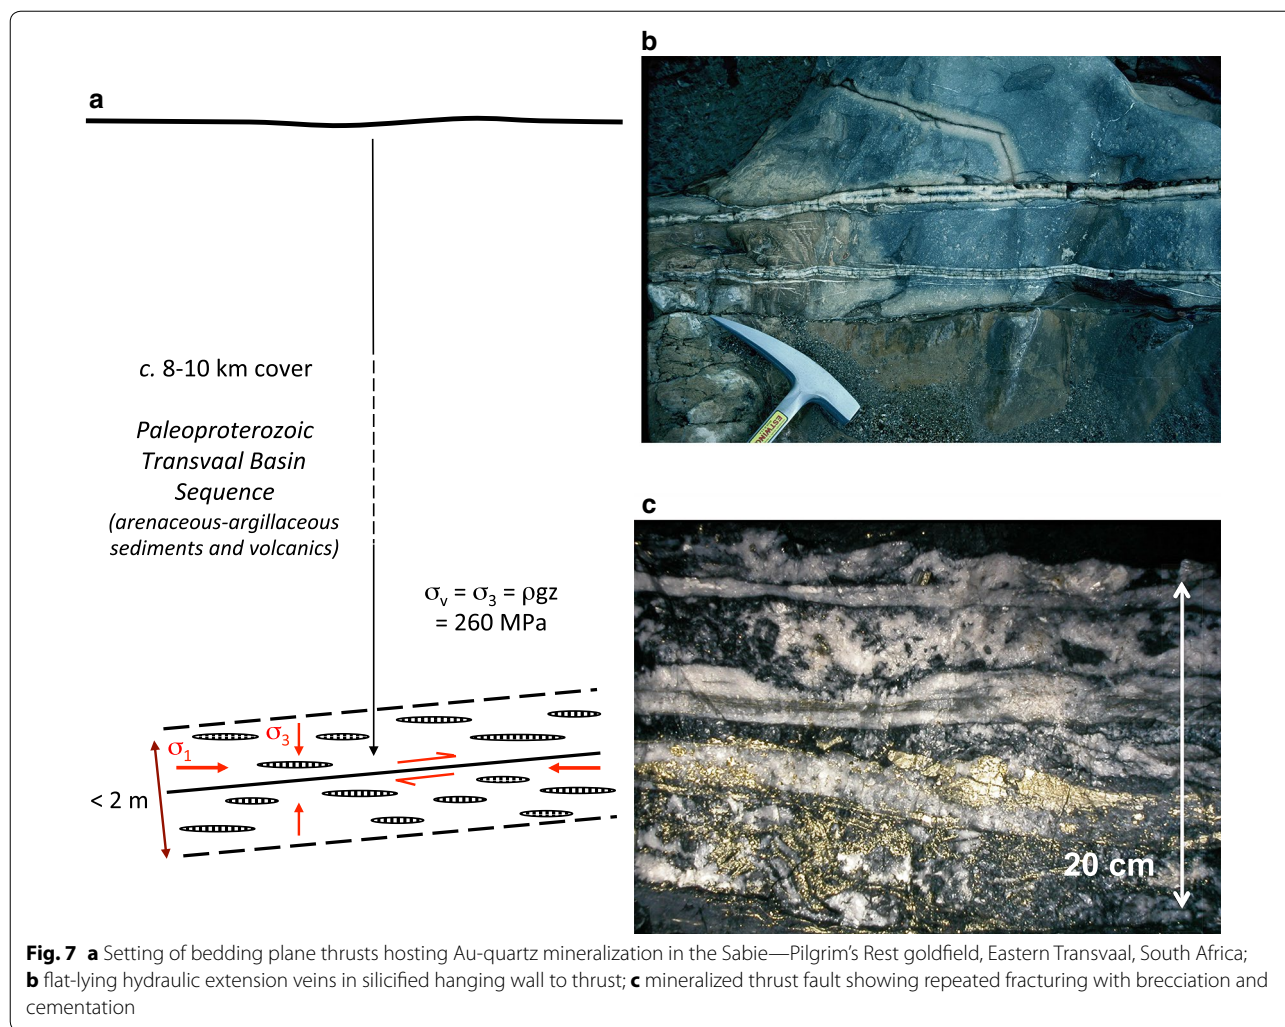 a
c. 8-10 km cover
Paleoproterozoic
Transvaal Basin
Sequence
(arenaceous-argillaceous
sediments and volcanics)
σv = σ3 = ρgz
= 260 MPa
σ1
σ3
< 2 m
b
ESTWING
c
20 cm
Fig. 7 a Setting of bedding plane thrusts hosting Au-quartz mineralization in the Sabie—Pilgrim's Rest goldfield, Eastern Transvaal, South Africa;
b flat-lying hydraulic extension veins in silicified hanging wall to thrust; c mineralized thrust fault showing repeated fracturing with brecciation and
cementation